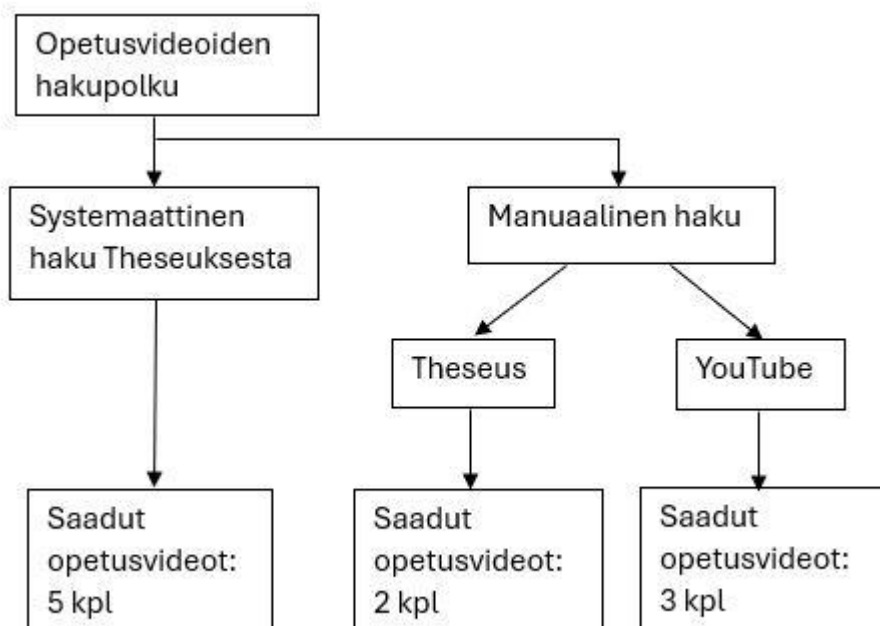 Opetusvideoiden
hakupolku
Systemaattinen
haku Theseuksesta
Manuaalinen haku
Theseus
YouTube
Saadut
opetusvideot:
5 kpl
Saadut
opetusvideot:
2 kpl
Saadut
opetusvideot:
3 kpl